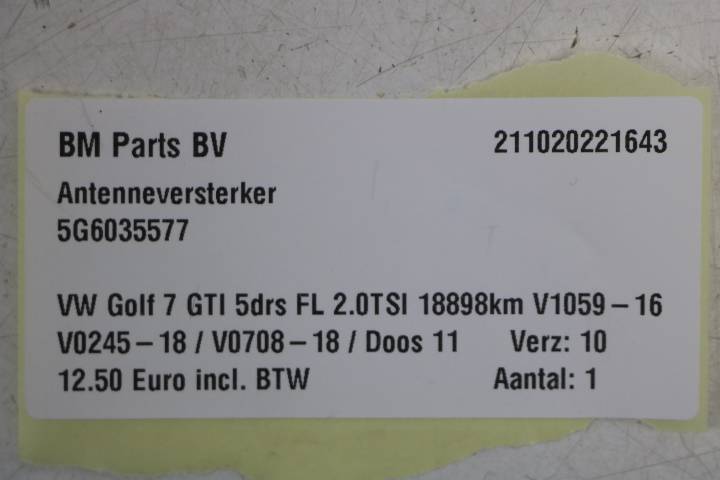 BM Parts BV 211020221643
Antenneversterker
5G6035577
VW Golf 7 GTI 5drs FL 2.0TSI 18898km V1059-16
V0245-18 / V0708-18 / Doos 11 Verz: 10
12.50 Euro incl. BTW Aantal: 1